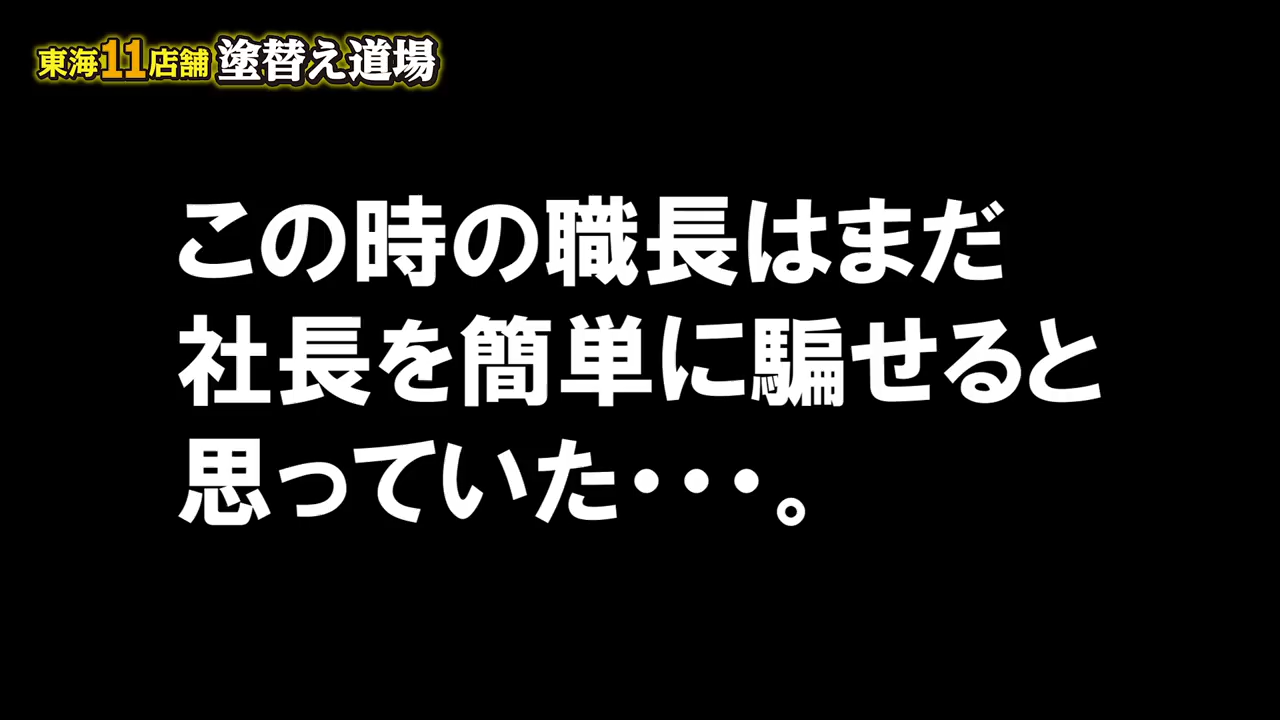 東海11店舗 塗替え道場
この時の職長はまだ
社長を簡単に騙せると
思っていた・・・。